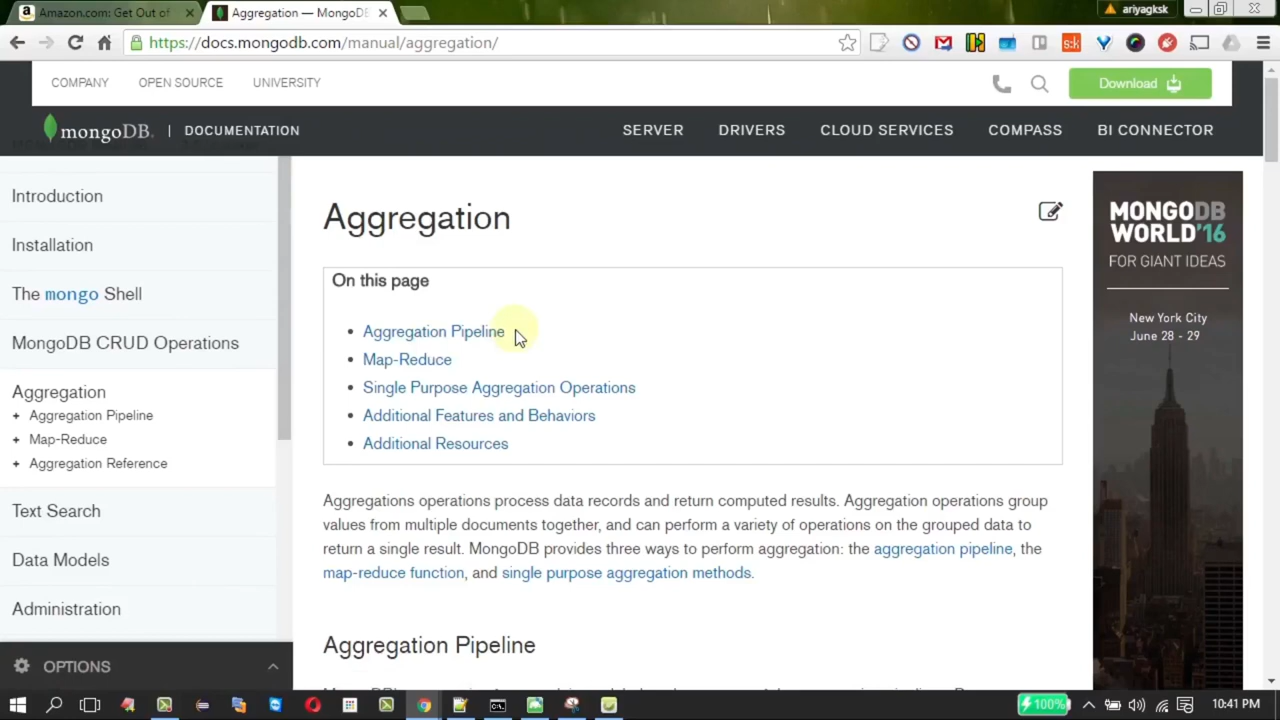 Amazon.com: Get Out of
Aggregation — MongoD
ariyagksk
https://docs.mongodb.com/manual/aggregation/
COMPANY OPEN SOURCE UNIVERSITY
Download
mongoDB. | DOCUMENTATION
SERVER DRIVERS CLOUD SERVICES COMPASS BI CONNECTOR
Introduction
Installation
The mongo Shell
MongoDB CRUD Operations
Aggregation
+ Aggregation Pipeline
+ Map-Reduce
+ Aggregation Reference
Text Search
Data Models
Administration
OPTIONS
Aggregation
On this page
• Aggregation Pipeline
• Map-Reduce
• Single Purpose Aggregation Operations
• Additional Features and Behaviors
• Additional Resources
Aggregations operations process data records and return computed results. Aggregation operations group
values from multiple documents together, and can perform a variety of operations on the grouped data to
return a single result. MongoDB provides three ways to perform aggregation: the aggregation pipeline, the
map-reduce function, and single purpose aggregation methods.
Aggregation Pipeline
MONGODB
WORLD'16
FOR GIANT IDEAS
New York City
June 28 - 29
100%
10:41 PM